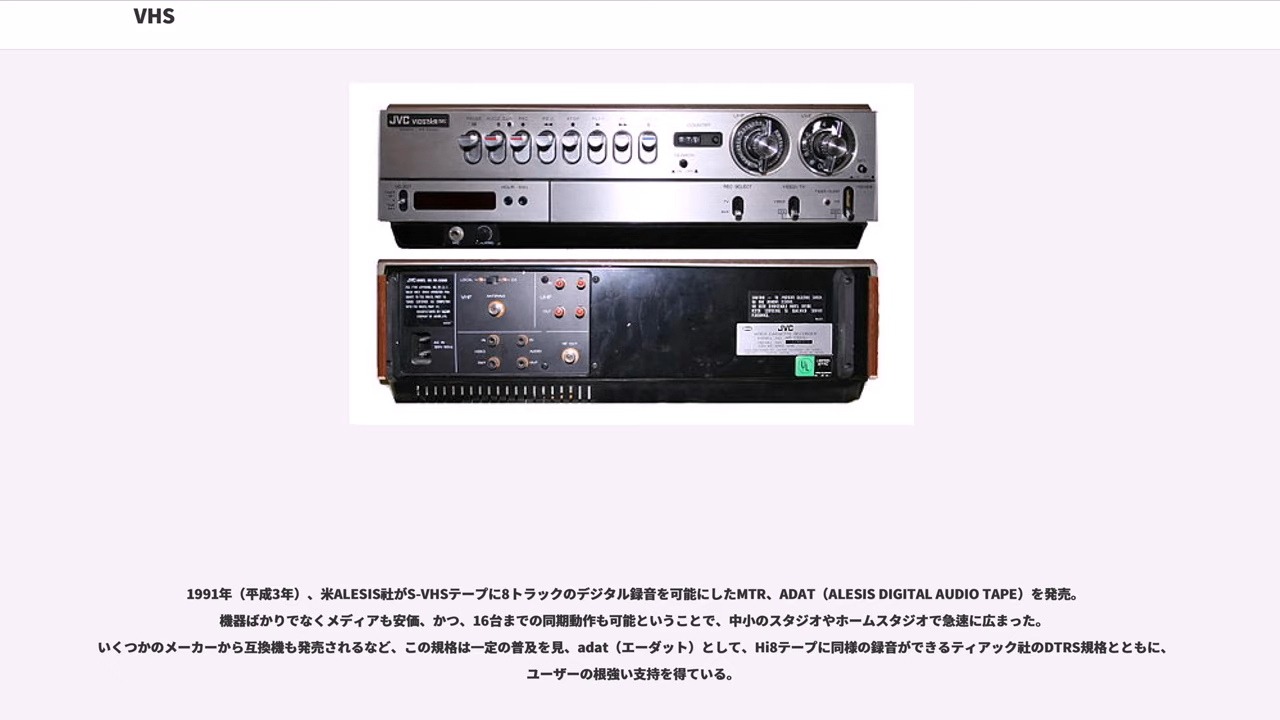 VHS
JVC VIDSTAR
COUNTER
REC SELECT
VIDEO/TV
JVC
1991年（平成3年）、米ALESIS社がS-VHSテープに8トラックのデジタル録音を可能にしたMTR、ADAT（ALESIS DIGITAL AUDIO TAPE）を発売。
機器ばかりでなくメディアも安価、かつ、16台までの同期動作も可能ということで、中小のスタジオやホームスタジオで急速に広まった。
いくつかのメーカーから互換機も発売されるなど、この規格は一定の普及を見、adat（エーダット）として、Hi8テープに同様の録音ができるティアック社のDTRS規格とともに、
ユーザーの根強い支持を得ている。